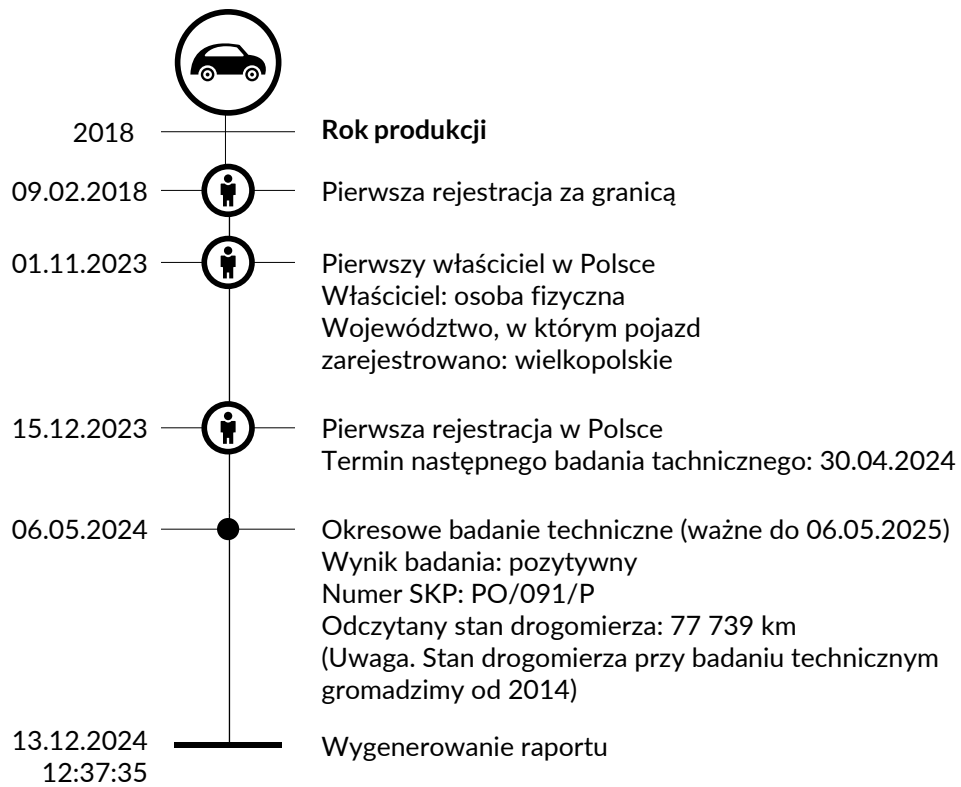 2018
Rok produkcji
09.02.2018
Pierwsza rejestracja za granicą
01.11.2023
Pierwszy właściciel w Polsce
Właściciel: osoba fizyczna
Województwo, w którym pojazd
zarejestrowano: wielkopolskie
15.12.2023
Pierwsza rejestracja w Polsce
Termin następnego badania tachnicznego: 30.04.2024
06.05.2024
Okresowe badanie techniczne (ważne do 06.05.2025)
Wynik badania: pozytywny
Numer SKP: PO/091/P
Odczytany stan drogomierza: 77 739 km
(Uwaga. Stan drogomierza przy badaniu technicznym
gromadzimy od 2014)
13.12.2024
12:37:35
Wygenerowanie raportu